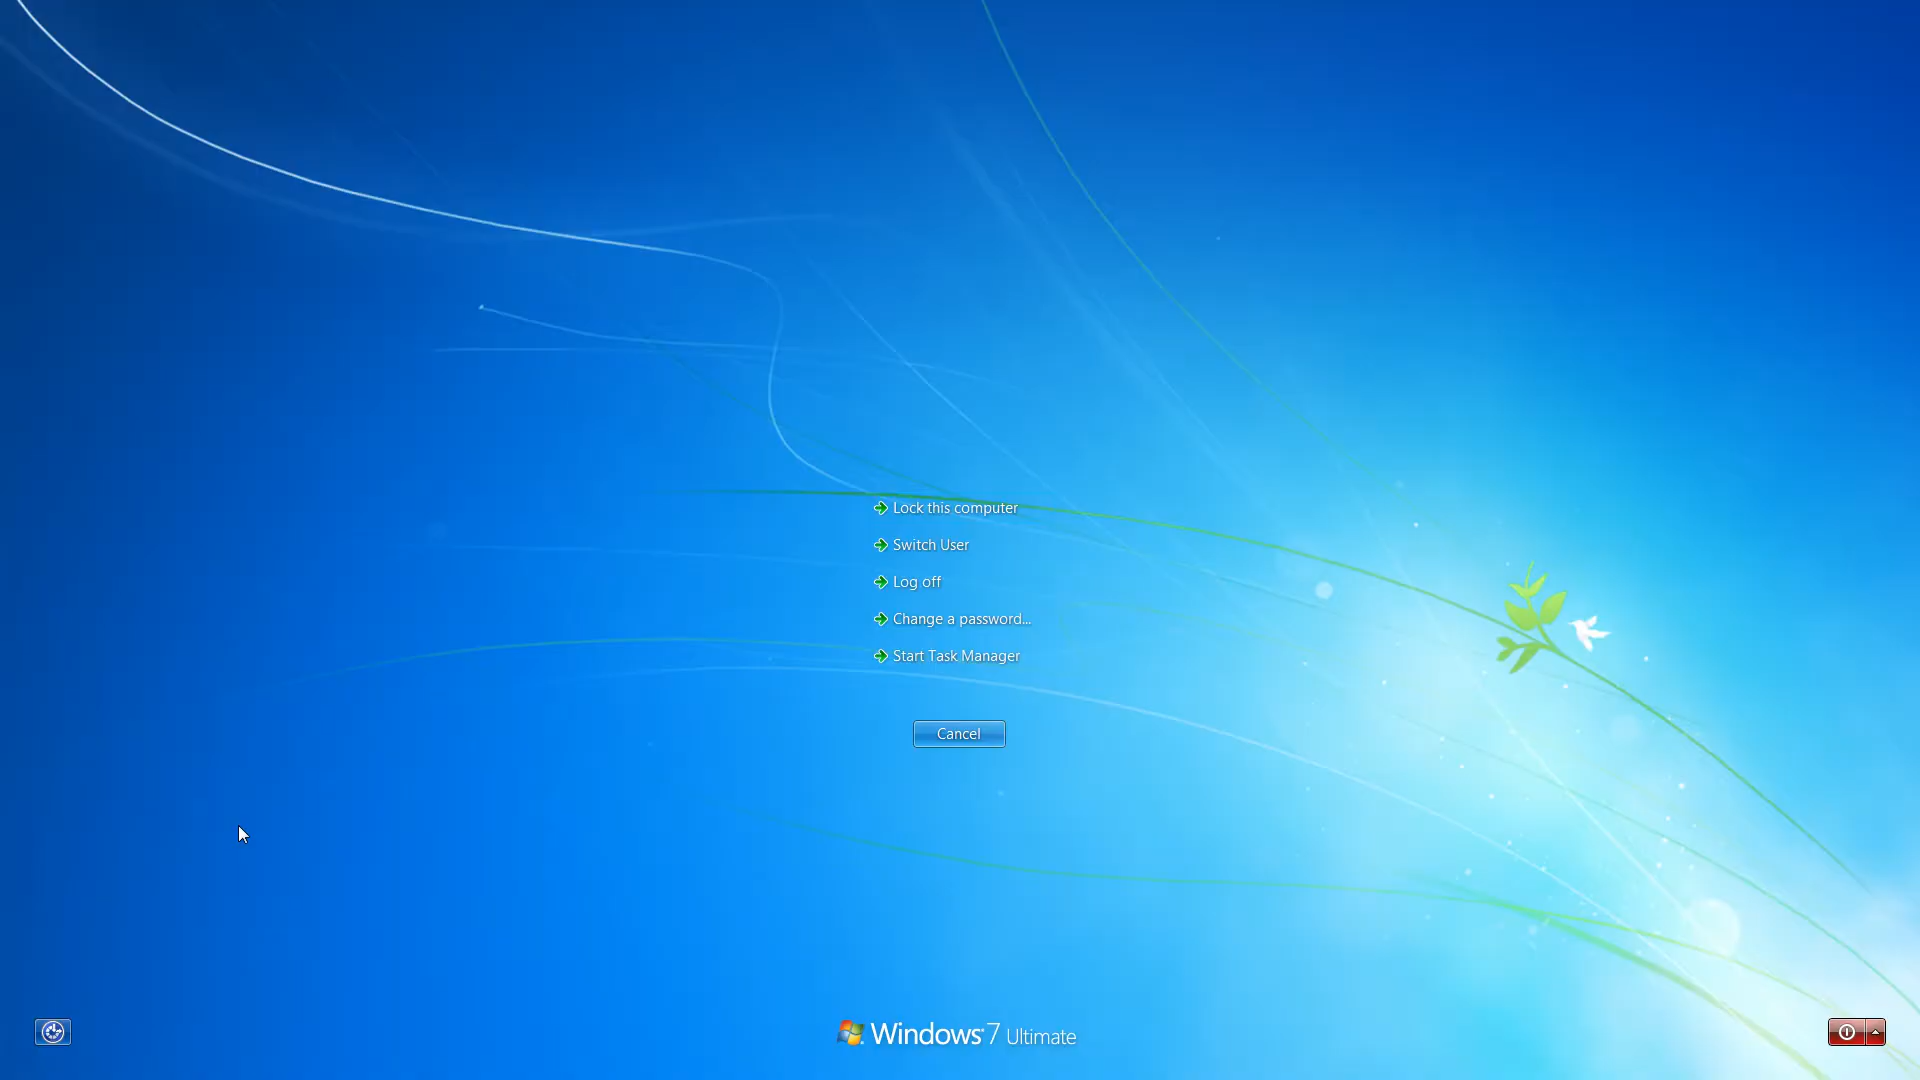 Lock this computer
Switch User
Log off
Change a password...
Start Task Manager
Cancel
Windows 7 Ultimate